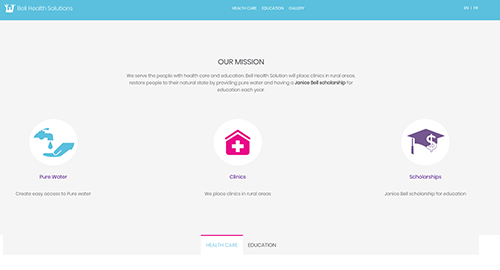 Bell Health Solutions
HEALTH CARE EDUCATION GALLERY
EN | FR
OUR MISSION
We serve the people with health care and education. Bell Health Solution will place clinics in rural areas,
restore people to their natural state by providing pure water and having a Janice Bell scholarship for
education each year
Pure Water
Clinics
Scholarships
Create easy access to Pure water
We place clinics in rural areas
Janice Bell scholarship for education
HEALTH CARE EDUCATION